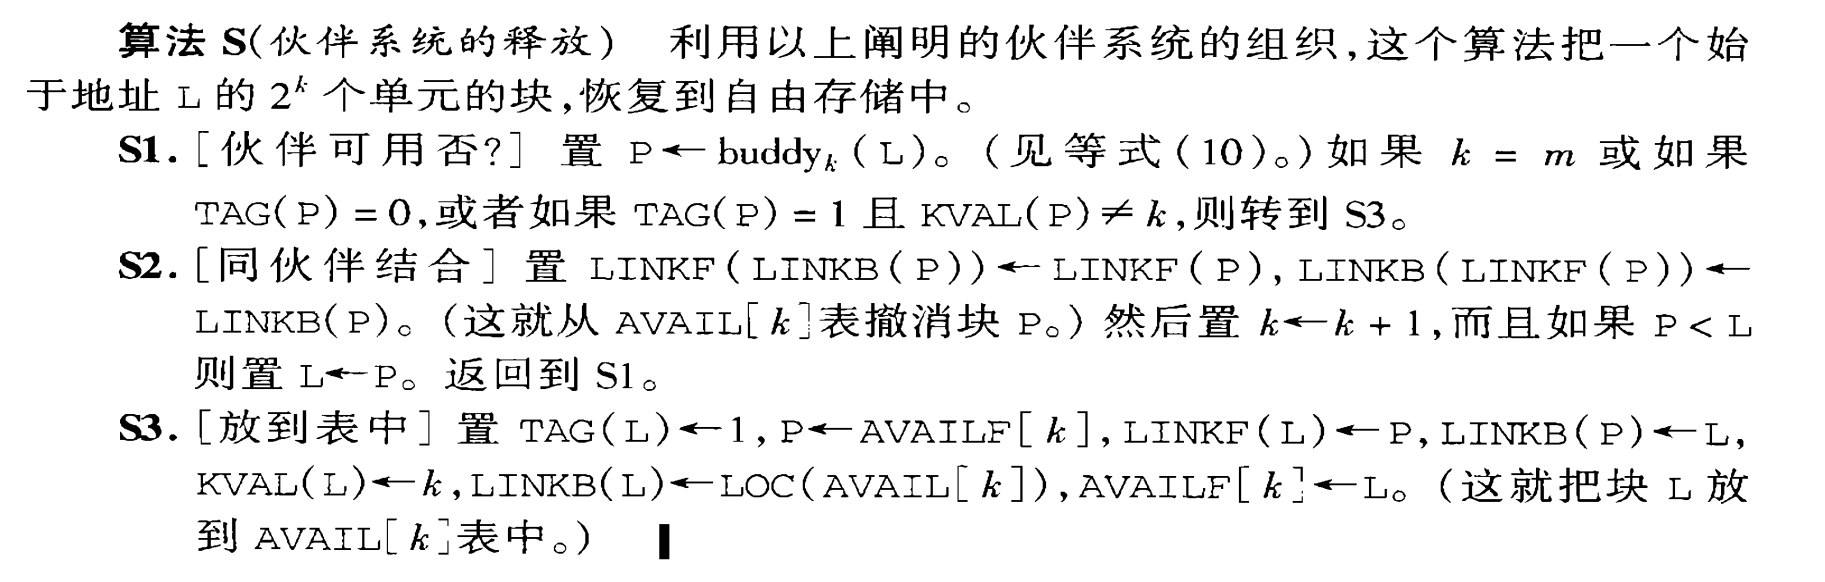 算法 S(伙伴系统的释放) 利用以上阐明的伙伴系统的组织,这个算法把一个始
于地址 L 的 2^k 个单元的块,恢复到自由存储中。
S1. [伙伴可用否?] 置 P←buddy_k(L)。(见等式(10)。)如果 k = m 或如果
TAG(P) = 0,或者如果 TAG(P) = 1 且 KVAL(P) ≠ k,则转到 S3。
S2. [同伙伴结合] 置 LINKF(LINKB(P))←LINKF(P), LINKB(LINKF(P))←
LINKB(P)。(这就从 AVAIL[k]表撤消块 P。) 然后置 k←k + 1,而且如果 P < L
则置 L←P。返回到 S1。
S3. [放到表中] 置 TAG(L)←1, P←AVAILF[k], LINKF(L)←P, LINKB(P)←L,
KVAL(L)←k, LINKB(L)←LOC(AVAIL[k]), AVAILF[k]←L。(这就把块 L 放
到 AVAIL[k]表中。) ▌